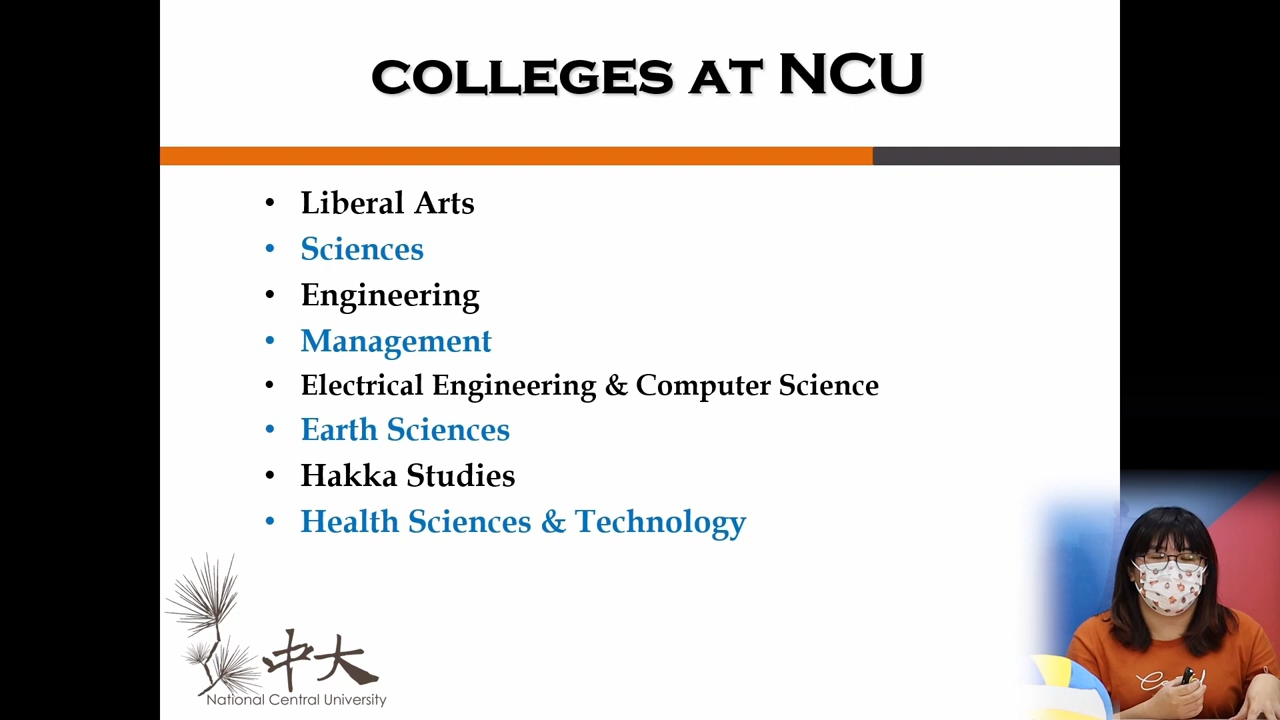 COLLEGES AT NCU
• Liberal Arts
• Sciences
• Engineering
• Management
• Electrical Engineering & Computer Science
• Earth Sciences
• Hakka Studies
• Health Sciences & Technology
中大
National Central University